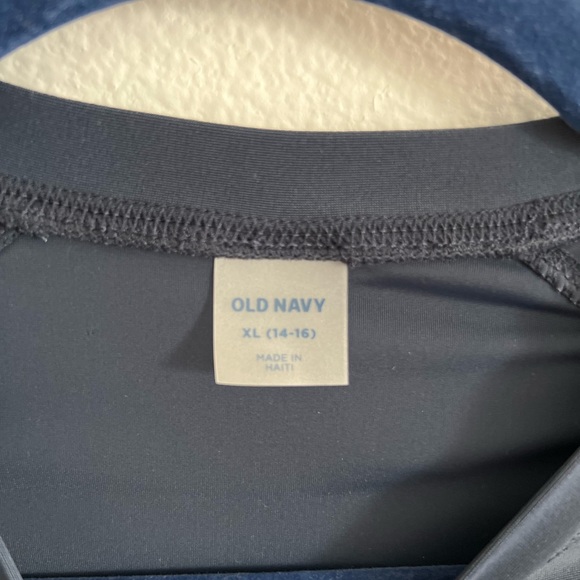 OLD NAVY
XL (14-16)
MADE IN
HAITI